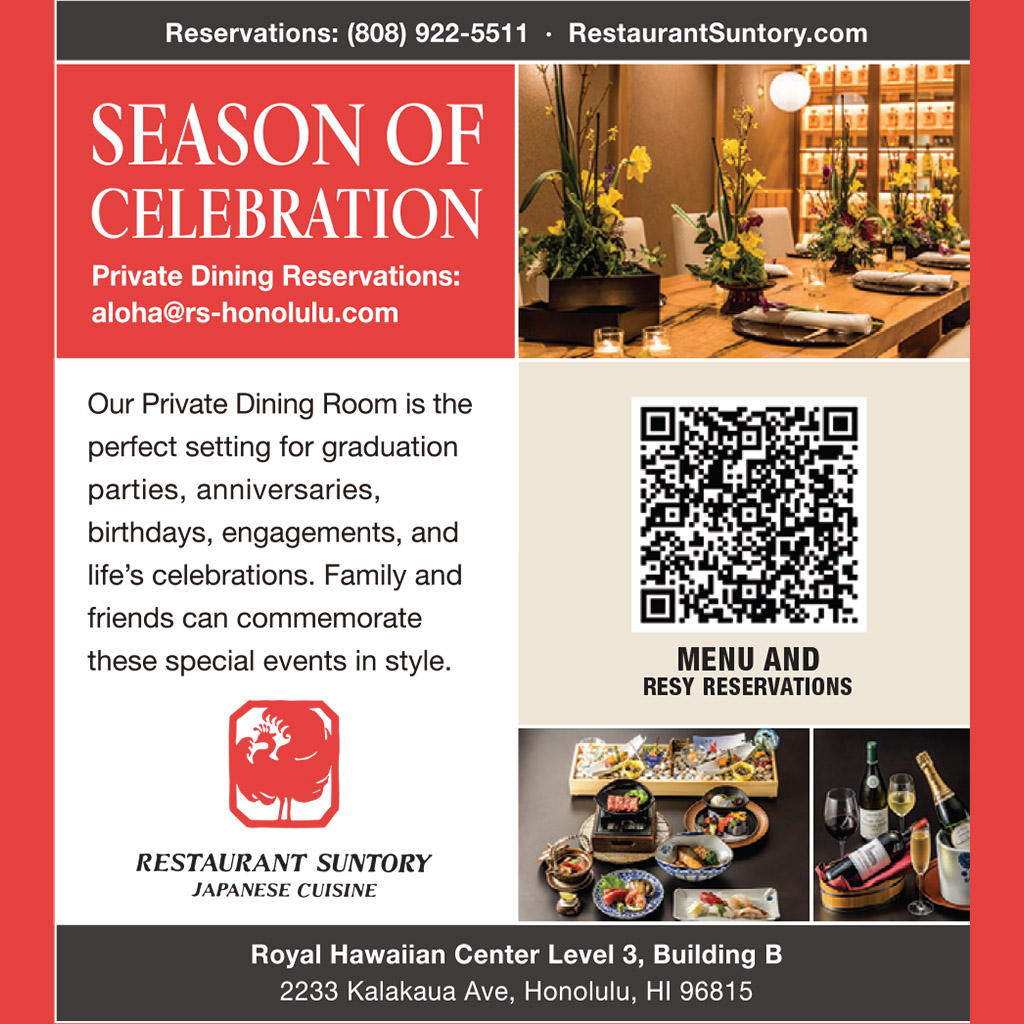 Reservations: (808) 922-5511 · RestaurantSuntory.com
SEASON OF
CELEBRATION
Private Dining Reservations:
aloha@rs-honolulu.com
Our Private Dining Room is the
perfect setting for graduation
parties, anniversaries,
birthdays, engagements, and
life’s celebrations. Family and
friends can commemorate
these special events in style.
RESTAURANT SUNTORY
JAPANESE CUISINE
MENU AND
RESY RESERVATIONS
Royal Hawaiian Center Level 3, Building B
2233 Kalakaua Ave, Honolulu, HI 96815